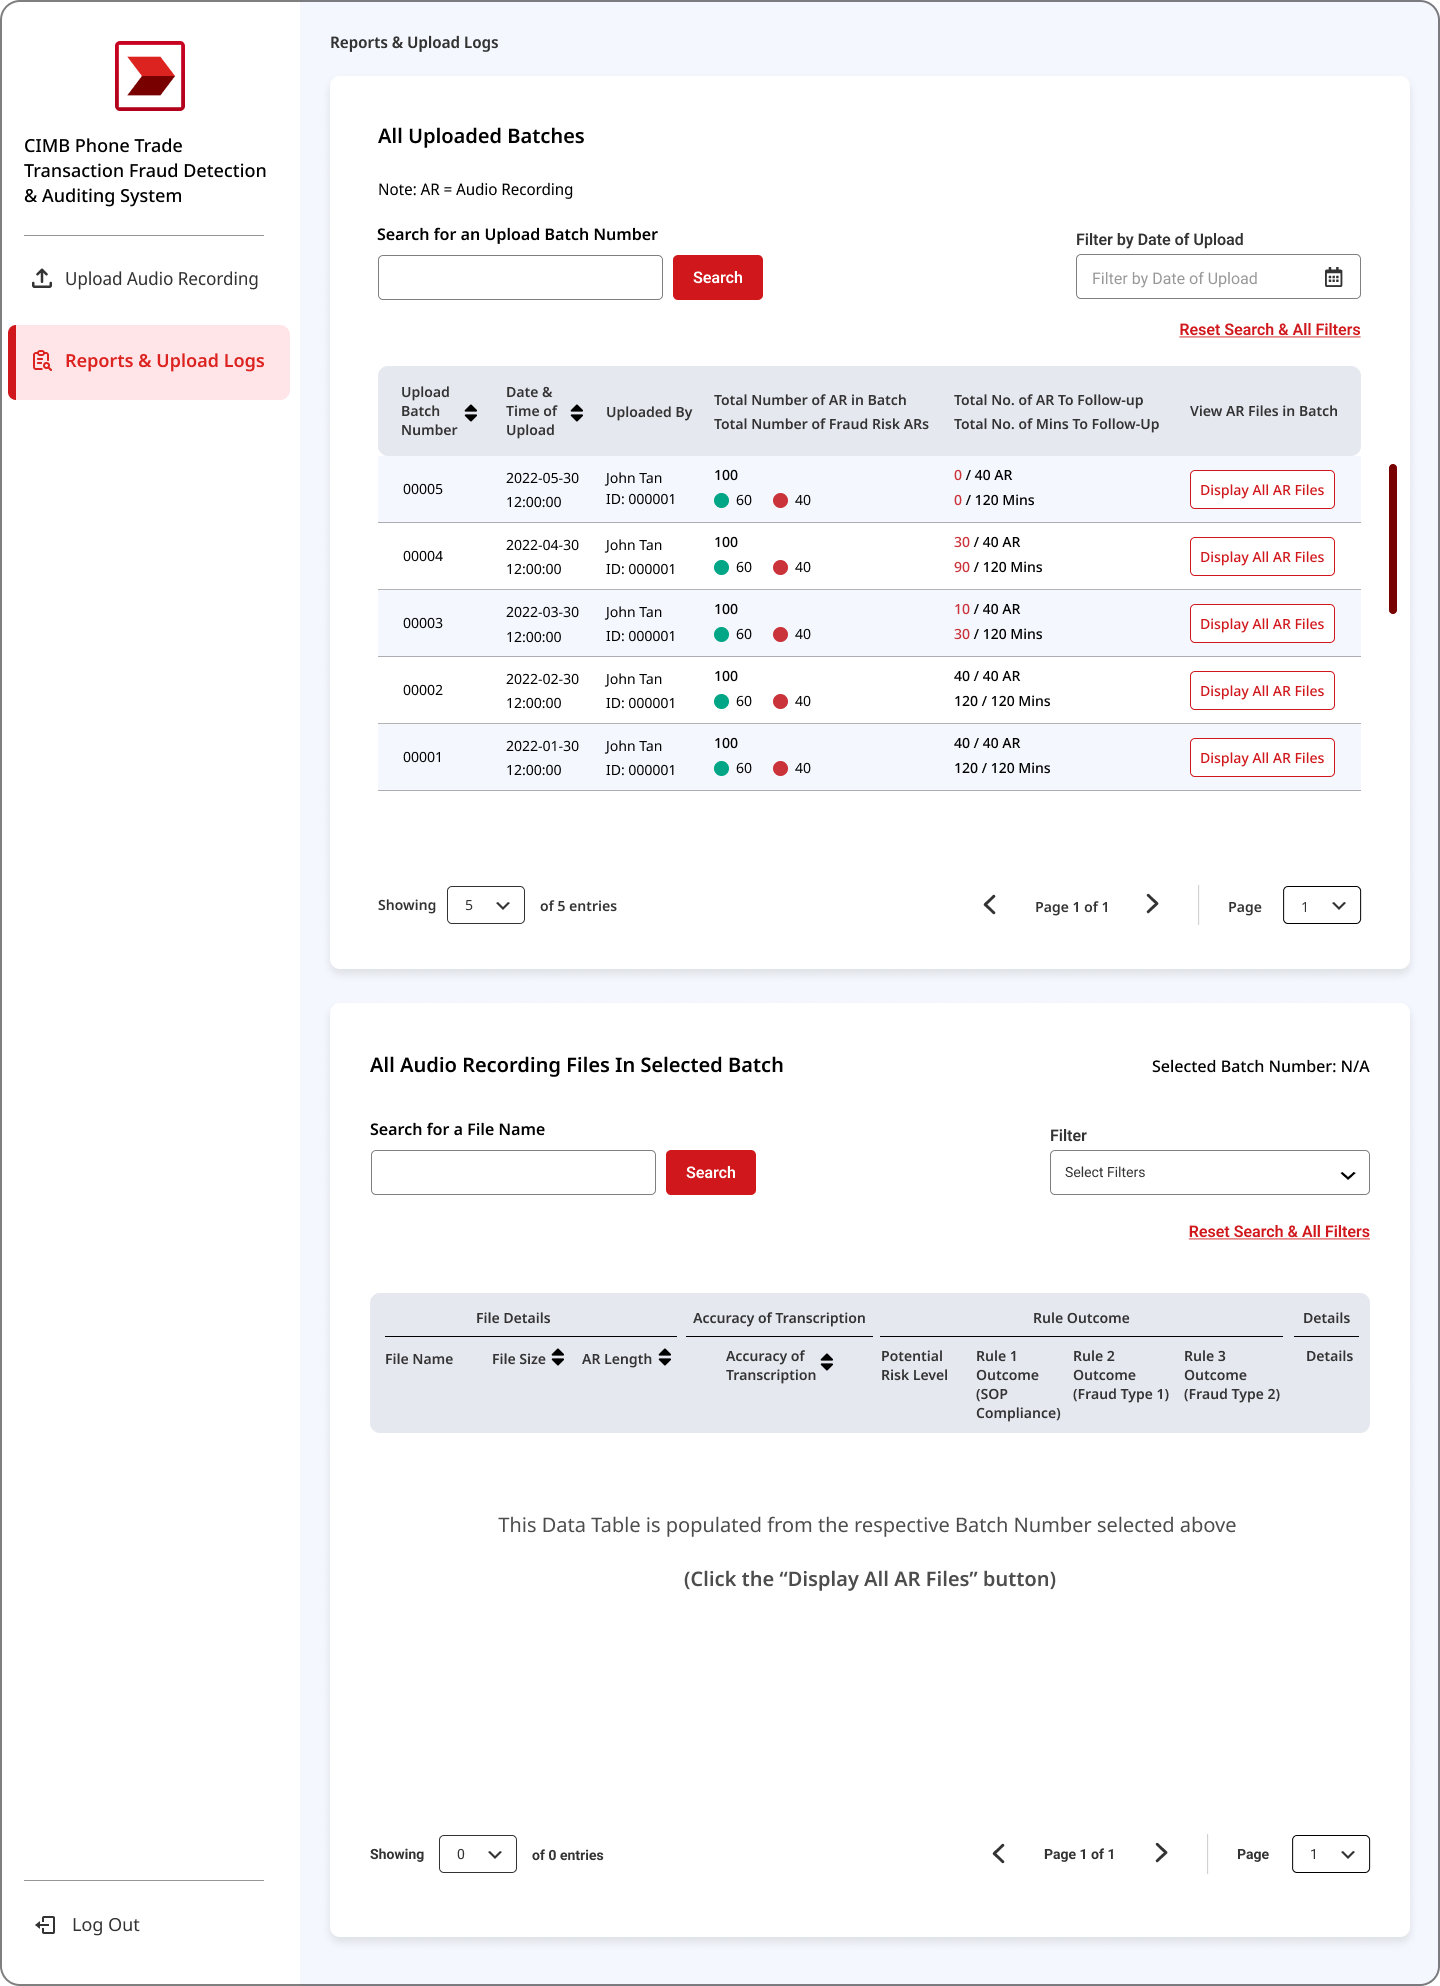 CIMB Phone Trade
Transaction Fraud Detection
& Auditing System
Upload Audio Recording
Reports & Upload Logs
Log Out
Reports & Upload Logs
All Uploaded Batches
Note: AR = Audio Recording
Search for an Upload Batch Number
Search
Filter by Date of Upload
Filter by Date of Upload
Reset Search & All Filters
Upload
Batch
Number
Date &
Time of
Upload
Uploaded By
Total Number of AR in Batch
Total Number of Fraud Risk ARs
Total No. of AR To Follow-up
Total No. of Mins To Follow-Up
View AR Files in Batch
00005
2022-05-30
12:00:00
John Tan
ID: 000001
100
60 40
0 / 40 AR
0 / 120 Mins
Display All AR Files
00004
2022-04-30
12:00:00
John Tan
ID: 000001
100
60 40
30 / 40 AR
90 / 120 Mins
Display All AR Files
00003
2022-03-30
12:00:00
John Tan
ID: 000001
100
60 40
10 / 40 AR
30 / 120 Mins
Display All AR Files
00002
2022-02-30
12:00:00
John Tan
ID: 000001
100
60 40
40 / 40 AR
120 / 120 Mins
Display All AR Files
00001
2022-01-30
12:00:00
John Tan
ID: 000001
100
60 40
40 / 40 AR
120 / 120 Mins
Display All AR Files
Showing 5 of 5 entries
Page 1 of 1
Page 1
All Audio Recording Files In Selected Batch
Selected Batch Number: N/A
Search for a File Name
Search
Filter
Select Filters
Reset Search & All Filters
File Details
Accuracy of Transcription
Rule Outcome
Details
File Name
File Size
AR Length
Accuracy of
Transcription
Potential
Risk Level
Rule 1
Outcome
(SOP
Compliance)
Rule 2
Outcome
(Fraud Type 1)
Rule 3
Outcome
(Fraud Type 2)
Details
This Data Table is populated from the respective Batch Number selected above
(Click the “Display All AR Files” button)
Showing 0 of 0 entries
Page 1 of 1
Page 1